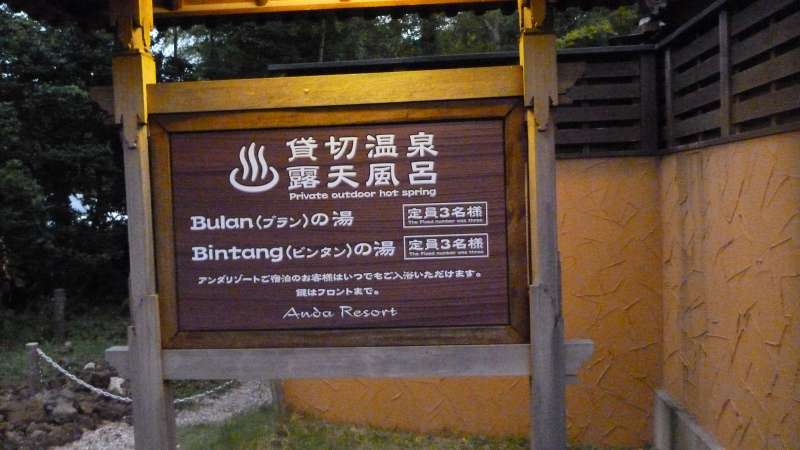 貸切温泉
露天風呂
Private outdoor hot spring
Bulan(ブラン)の湯
定員3名様
The Fixed number was three
Bintang(ビンタン)の湯
定員3名様
The Fixed number was three
アンダリゾートご宿泊のお客様はいつでもご入浴いただけます。
鍵はフロントまで。
Anda Resort